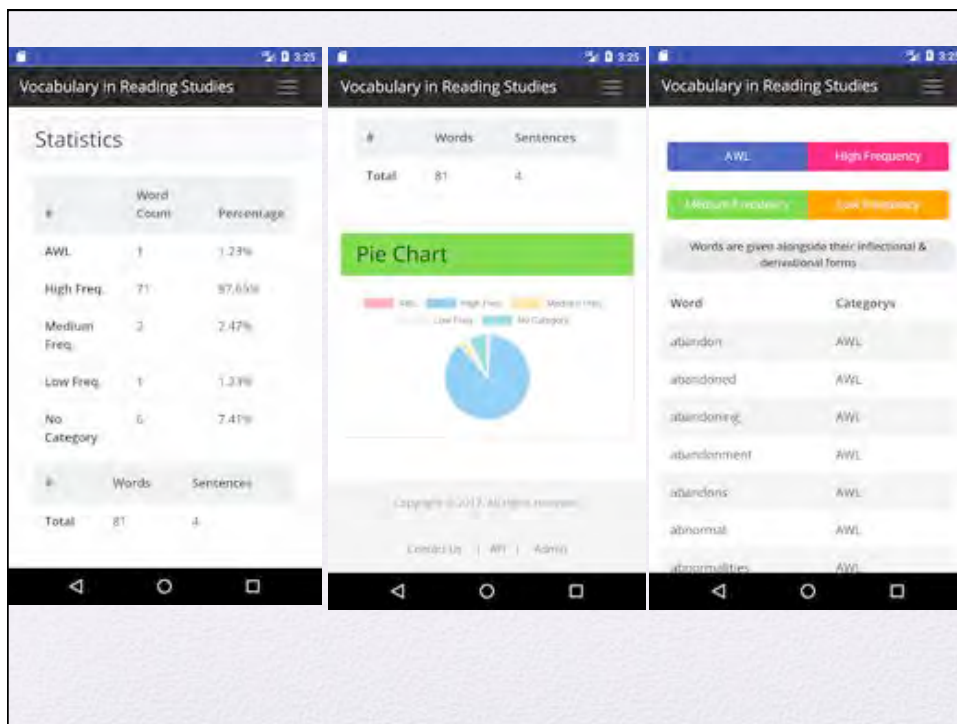 3:25
Vocabulary in Reading Studies
Statistics
# Word Count Percentage
AWL 1 1.23%
High Freq. 71 87.65%
Medium Freq. 2 2.47%
Low Freq. 1 1.23%
No Category 6 7.41%
# Words Sentences
Total 81 4
3:25
Vocabulary in Reading Studies
# Words Sentences
Total 81 4
Pie Chart
AWL High Freq. Medium Freq.
Low Freq. No Category
Copyright © 2017. All rights reserved.
Contact Us | API | Admin
3:25
Vocabulary in Reading Studies
AWL High Frequency
Medium Frequency Low Frequency
Words are given alongside their inflectional &
derivational forms
Word Categorys
abandon AWL
abandoned AWL
abandoning AWL
abandonment AWL
abandons AWL
abnormal AWL
abnormalities AWL